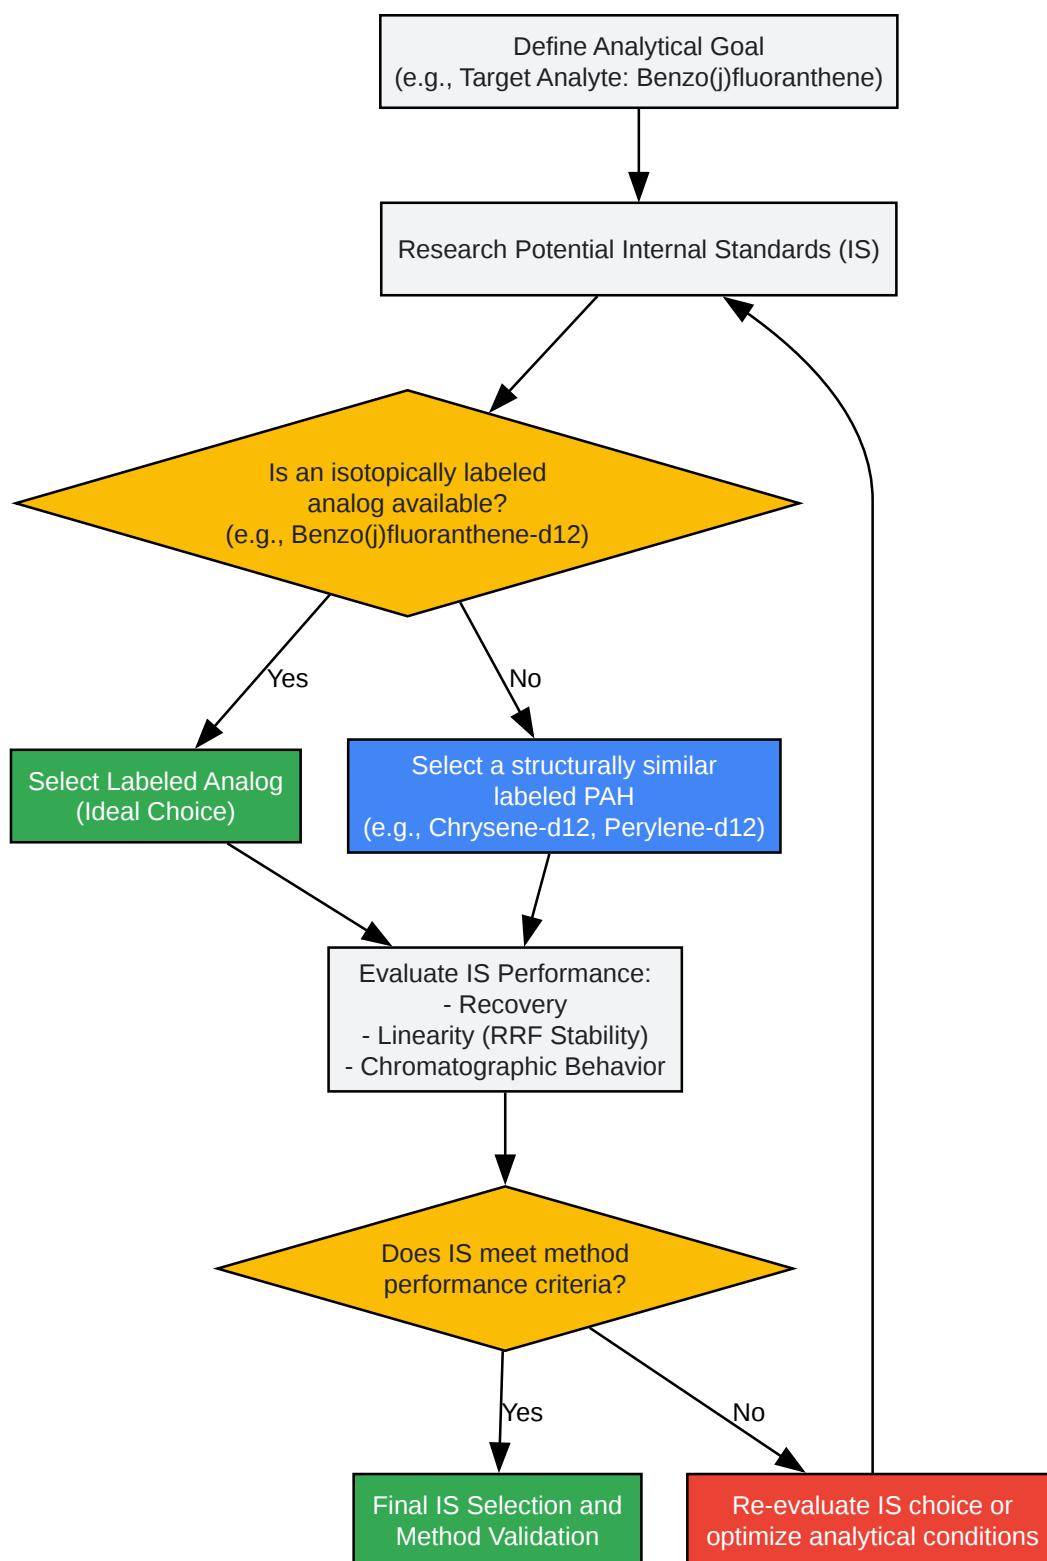 Define Analytical Goal
(e.g., Target Analyte: Benzo(j)fluoranthene)
Research Potential Internal Standards (IS)
Is an isotopically labeled
analog available?
(e.g., Benzo(j)fluoranthene-d12)
Yes
No
Select Labeled Analog
(Ideal Choice)
Select a structurally similar
labeled PAH
(e.g., Chrysene-d12, Perylene-d12)
Evaluate IS Performance:
- Recovery
- Linearity (RRF Stability)
- Chromatographic Behavior
Does IS meet method
performance criteria?
Yes
No
Final IS Selection and
Method Validation
Re-evaluate IS choice or
optimize analytical conditions